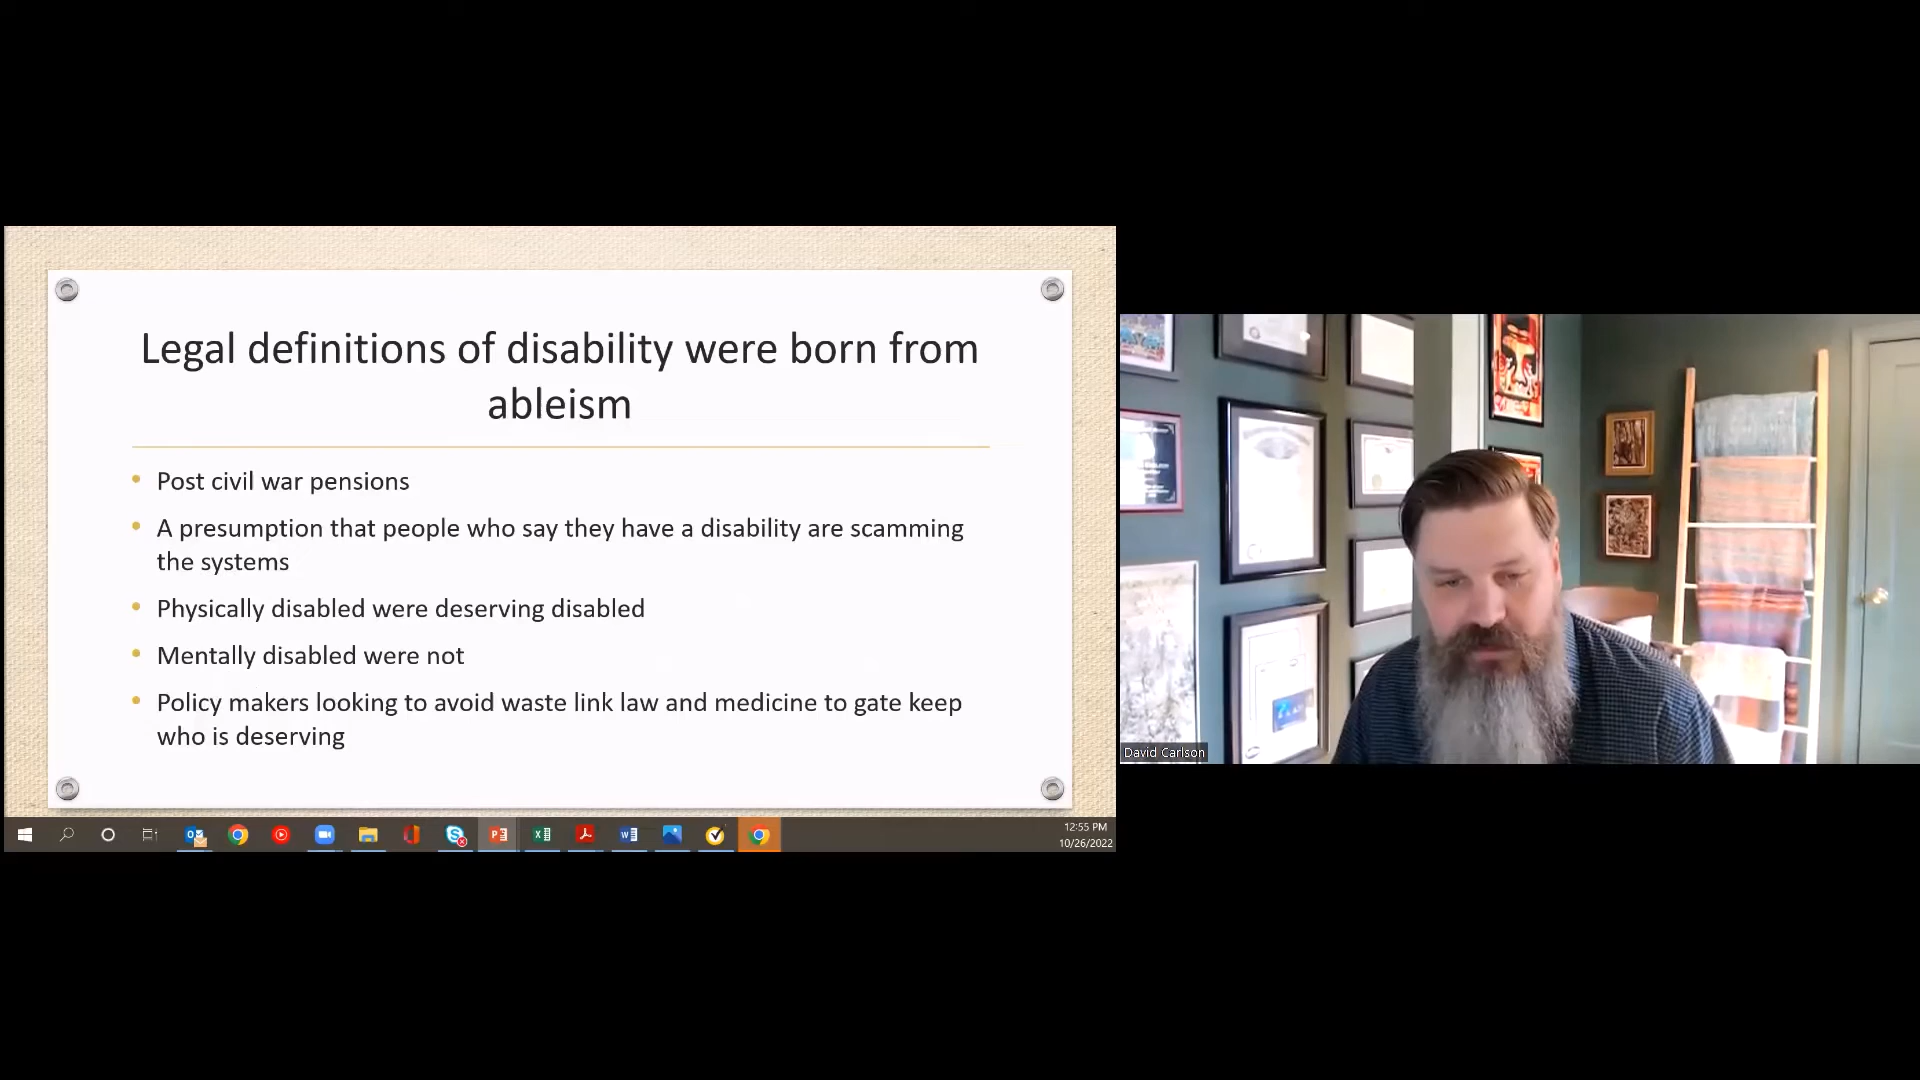 Legal definitions of disability were born from
ableism
• Post civil war pensions
• A presumption that people who say they have a disability are scamming
the systems
• Physically disabled were deserving disabled
• Mentally disabled were not
• Policy makers looking to avoid waste link law and medicine to gate keep
who is deserving
12:55 PM
10/26/2022
David Carlson